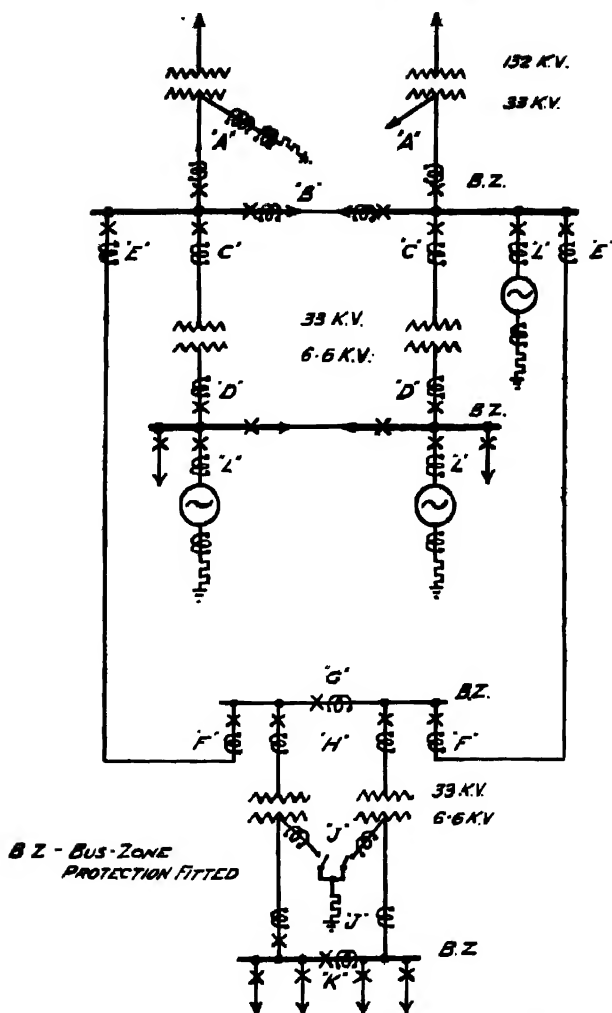 132 K.V.
33 K.V.
"A" "A"
"B" B.Z.
"E" "C" "C" "L" "E"
33 K.V.
6·6 K.V.
"D" "D"
B.Z.
"L" "L"
"G"
B.Z.
"F" "H" "F"
33 K.V.
6·6 K.V
"J"
B Z - BUS-ZONE
PROTECTION FITTED
"J"
B.Z
"K"